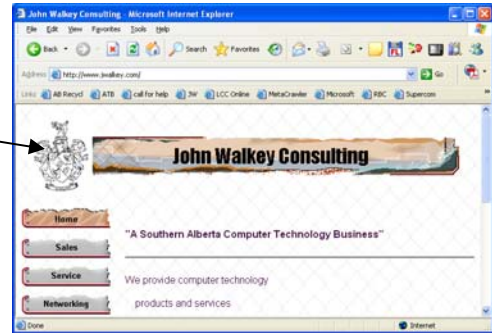 John Walkey Consulting - Microsoft Internet Explorer
File Edit View Favorites Tools Help
Back Search Favorites
Address http://www.jwalkey.com/ Go
Links AB Recycl ATB call for help JW LCC Online MetaCrawler Microsoft RBC Supercom
John Walkey Consulting
Home
"A Southern Alberta Computer Technology Business"
Sales
Service
We provide computer technology
Networking
products and services
Done Internet